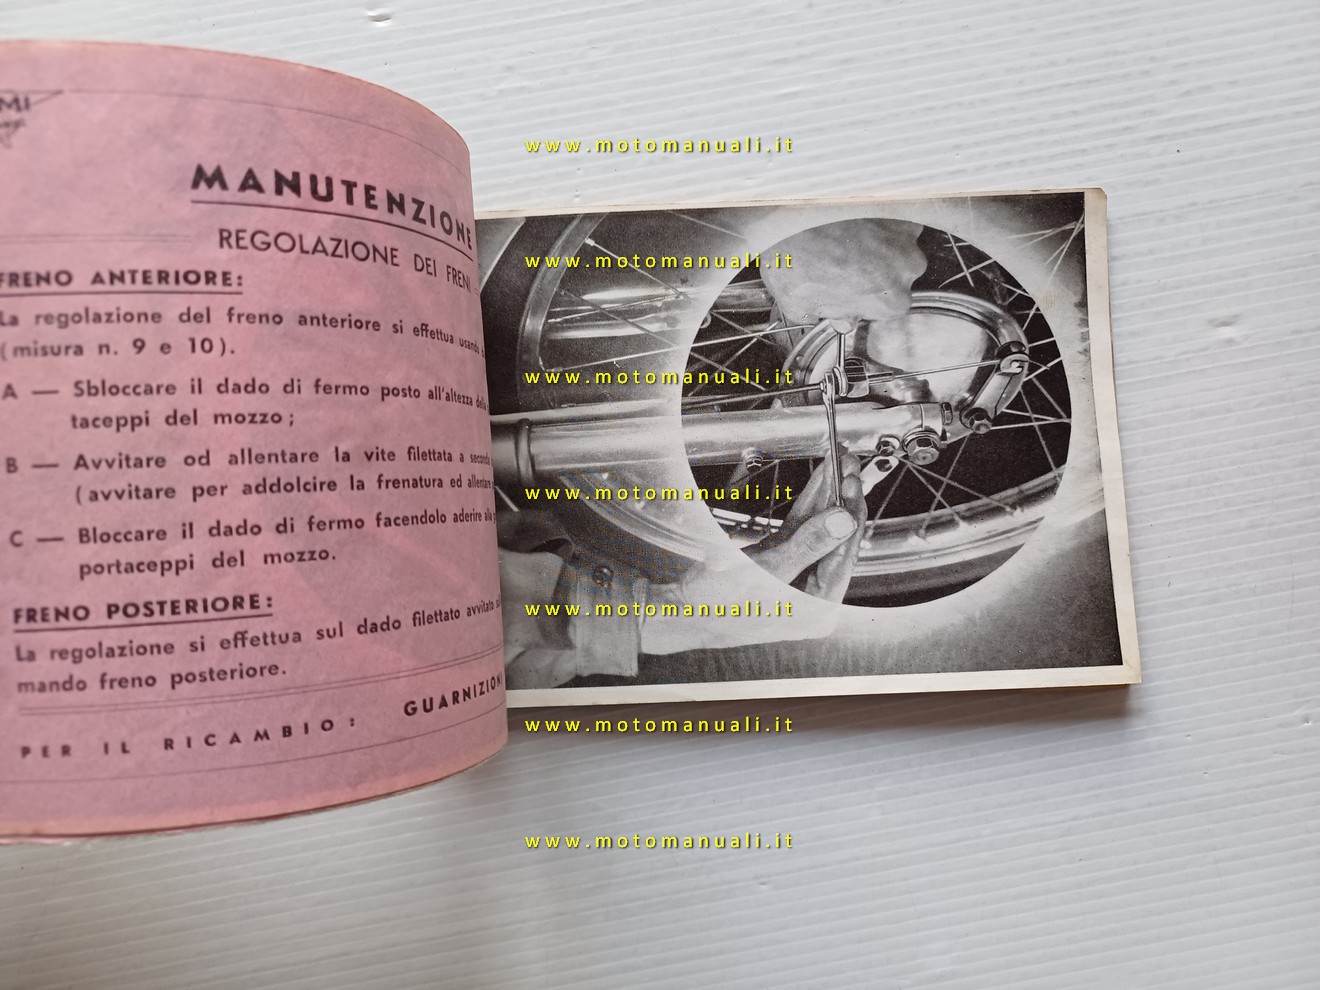 MI
www.motomanuali.it
MANUTENZIONE
REGOLAZIONE DEI FRENI
www.motomanuali.it
FRENO ANTERIORE:
La regolazione del freno anteriore si effettua usando
(misura n. 9 e 10).
www.motomanuali.it
A — Sbloccare il dado di fermo posto all'altezza della
taceppi del mozzo;
B — Avvitare od allentare la vite filettata a seconda
(avvitare per addolcire la frenatura ed allentare
www.motomanuali.it
C — Bloccare il dado di fermo facendolo aderire alla
portaceppi del mozzo.
FRENO POSTERIORE:
www.motomanuali.it
La regolazione si effettua sul dado filettato avvitato
mando freno posteriore.
PER IL RICAMBIO: GUARNIZIONI
www.motomanuali.it
www.motomanuali.it